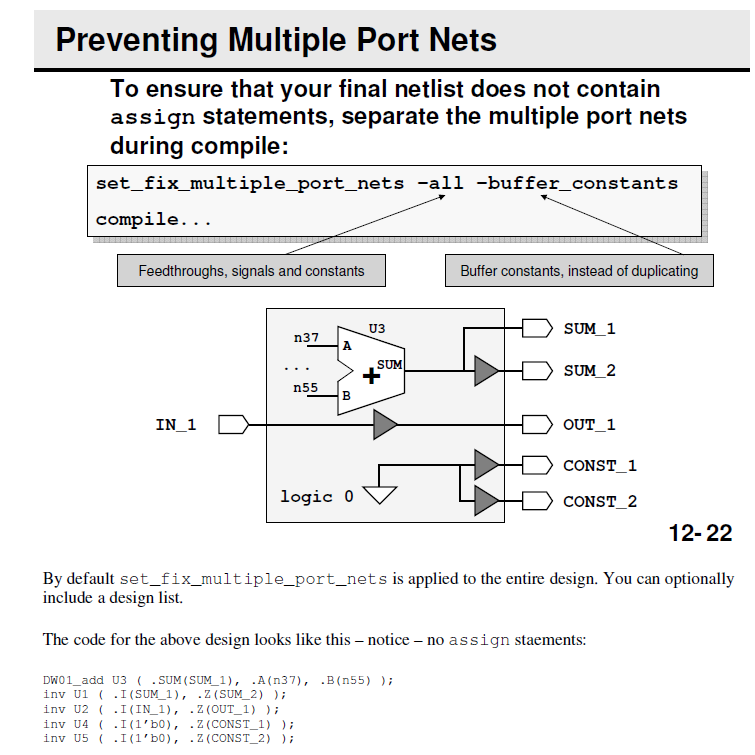 Preventing Multiple Port Nets
To ensure that your final netlist does not contain
assign statements, separate the multiple port nets
during compile:
set_fix_multiple_port_nets -all -buffer_constants
compile...
Feedthroughs, signals and constants
Buffer constants, instead of duplicating
n37
U3
A
SUM_1
...
SUM
+
SUM_2
n55
B
IN_1
OUT_1
CONST_1
logic 0
CONST_2
12- 22
By default set_fix_multiple_port_nets is applied to the entire design. You can optionally
include a design list.
The code for the above design looks like this – notice – no assign staements:
DW01_add U3 ( .SUM(SUM_1), .A(n37), .B(n55) );
inv U1 ( .I(SUM_1), .Z(SUM_2) );
inv U2 ( .I(IN_1), .Z(OUT_1) );
inv U4 ( .I(1’b0), .Z(CONST_1) );
inv U5 ( .I(1’b0), .Z(CONST_2) );